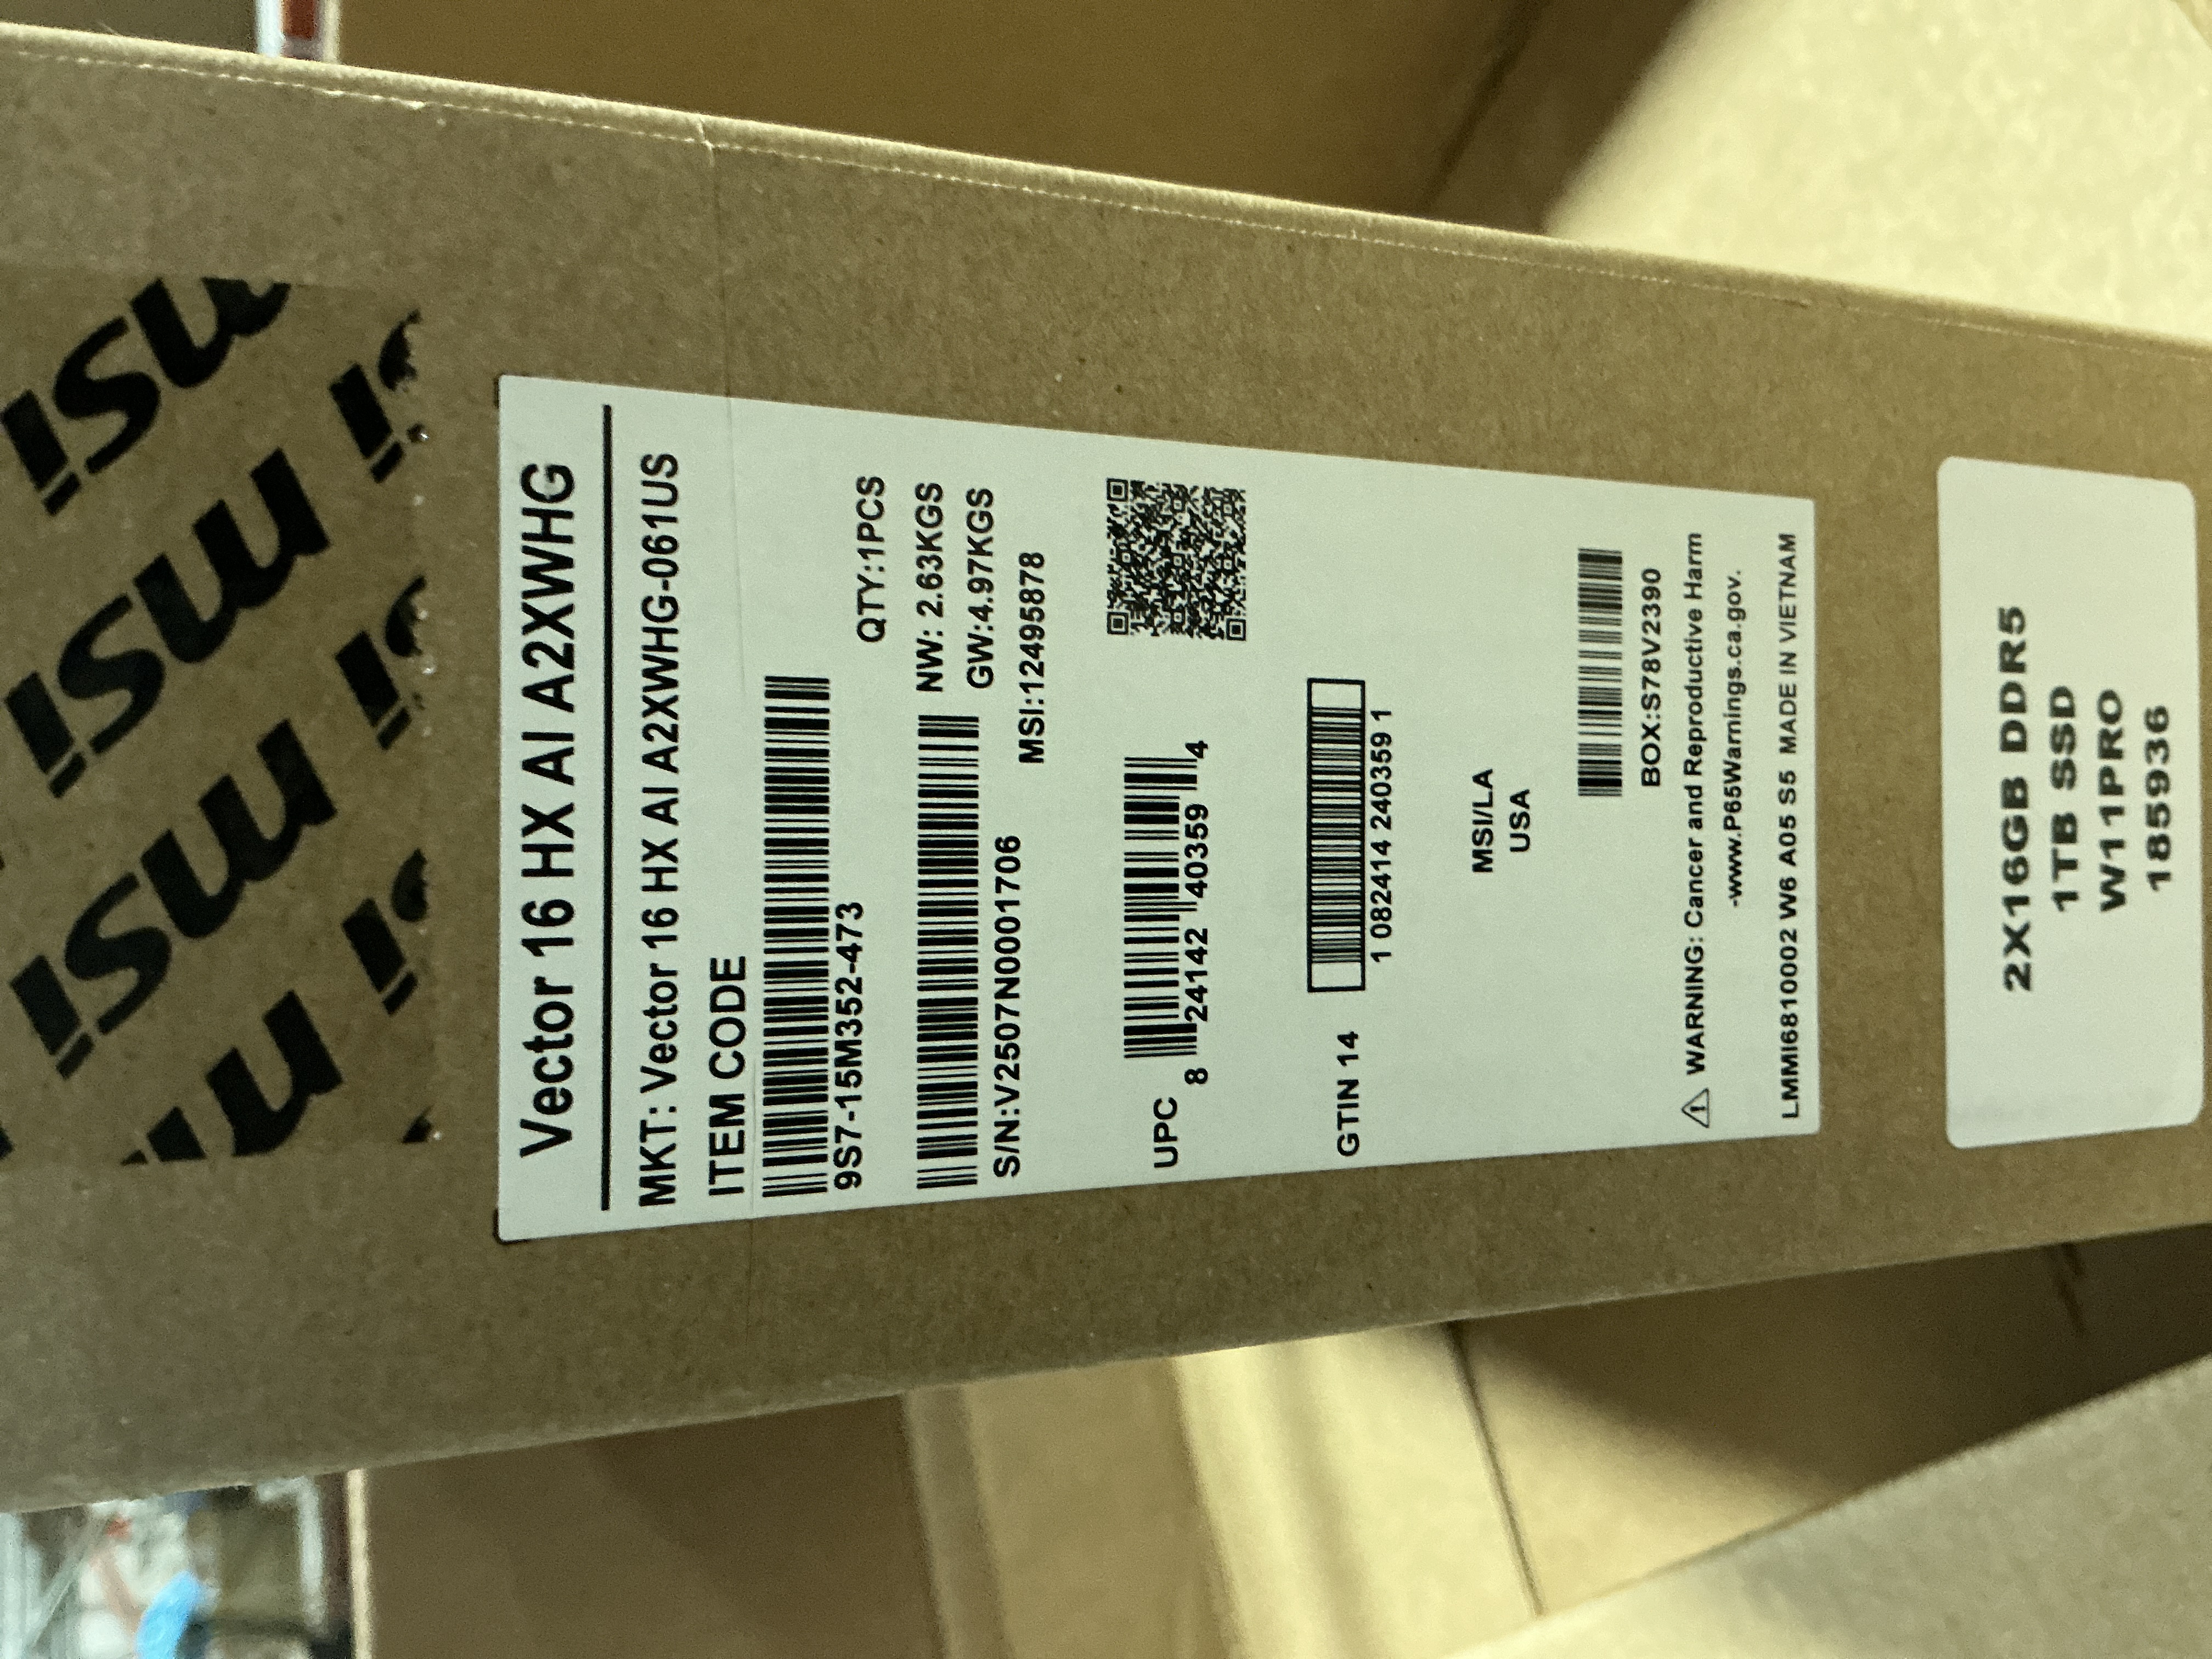 msi
msi
msi
msi
Vector 16 HX AI A2XWHG
MKT: Vector 16 HX AI A2XWHG-061US
ITEM CODE
9S7-15M352-473
QTY:1PCS
NW: 2.63KGS
GW:4.97KGS
S/N:V2507N0001706
MSI:12495878
UPC
8 24142 40359 4
GTIN 14
1 0824142 40359 1
MSI/LA
USA
BOX:S78V2390
WARNING: Cancer and Reproductive Harm
-www.P65Warnings.ca.gov.
LMMI6810002 W6 A05 S5 MADE IN VIETNAM
2X16GB DDR5
1TB SSD
W11PRO
185936